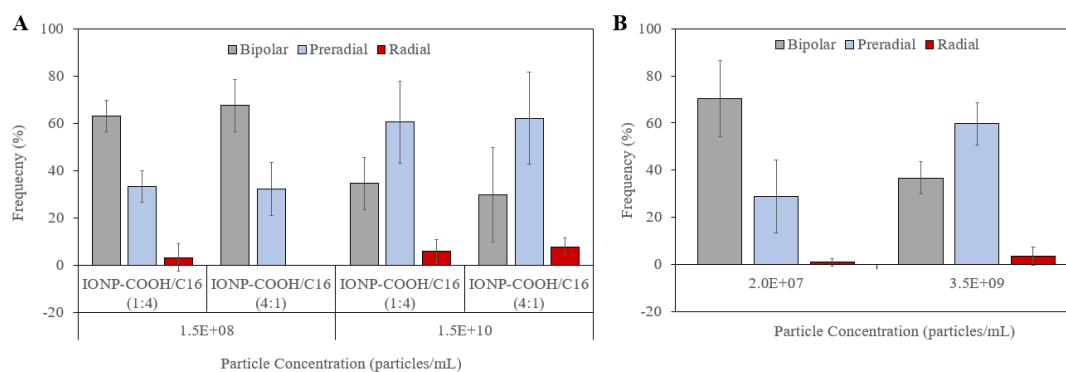 A
Bipolar Preradial Radial
100
80
60
40
20
0
-20
Frequecny (%)
IONP-COOH/C16 (1:4)
IONP-COOH/C16 (4:1)
IONP-COOH/C16 (1:4)
IONP-COOH/C16 (4:1)
1.5E+08
1.5E+10
Particle Concentration (particles/mL)
B
Bipolar Preradial Radial
100
80
60
40
20
0
-20
Frequency (%)
2.0E+07
3.5E+09
Particle Concentration (particles/mL)